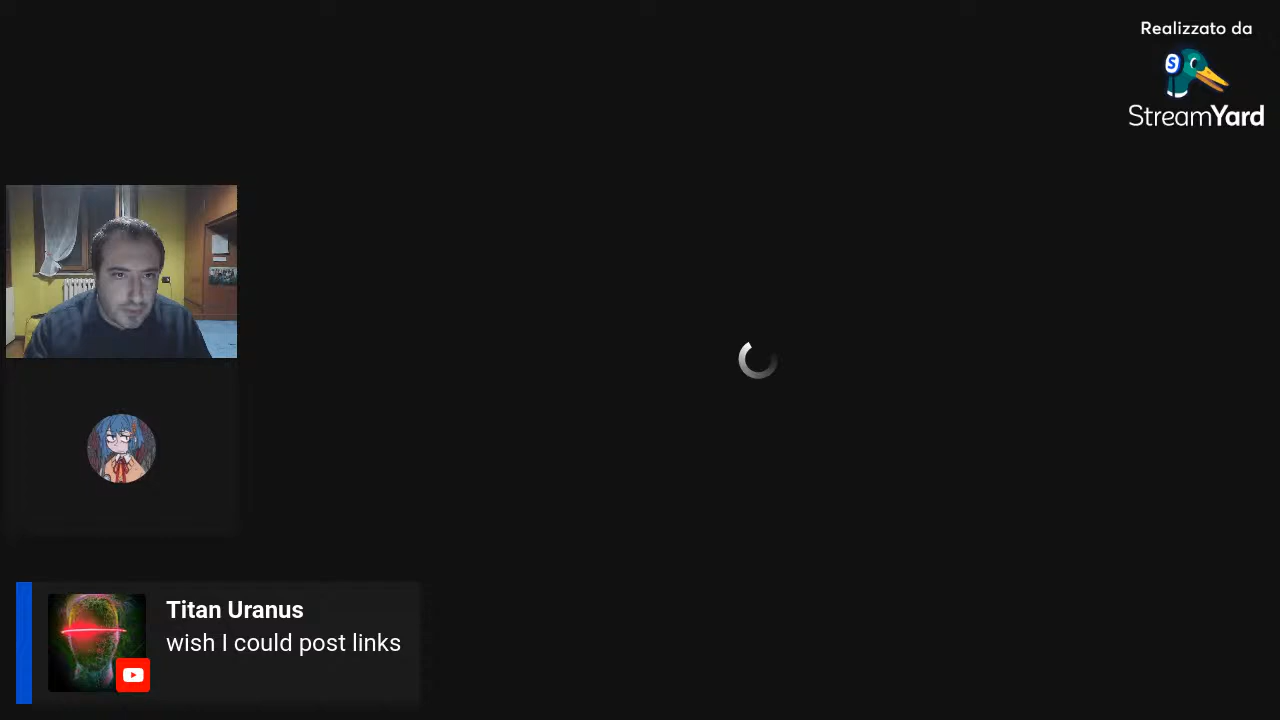 Realizzato da
S
StreamYard
Titan Uranus
wish I could post links